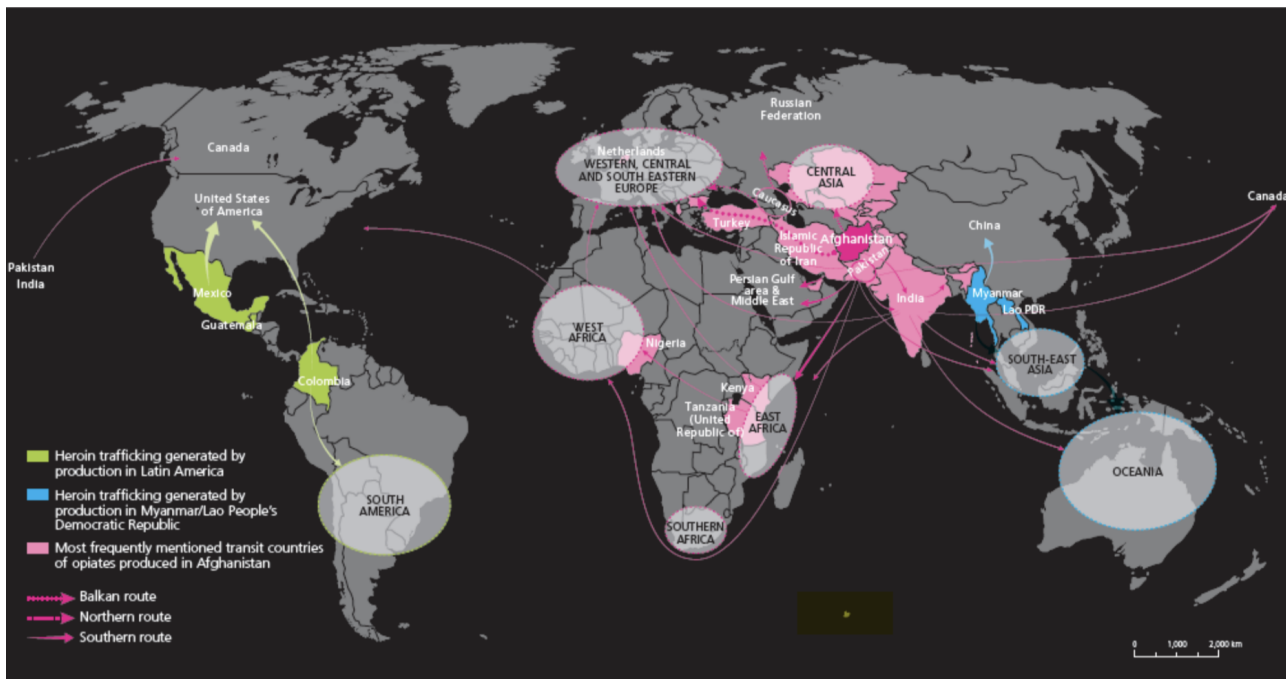 Russian
Federation
Canada
Netherlands
WESTERN, CENTRAL
AND SOUTH EASTERN
EUROPE
CENTRAL
ASIA
United States
of America
Caucasus
Turkey
Islamic
Republic
of Iran
Afghanistan
Pakistan
China
Canada
Pakistan
India
Mexico
Guatemala
Persian Gulf
area &
Middle East
India
Myanmar
Lao PDR
WEST
AFRICA
Nigeria
SOUTH-EAST
ASIA
Colombia
Kenya
Tanzania
(United
Republic of)
EAST
AFRICA
OCEANIA
SOUTH
AMERICA
SOUTHERN
AFRICA
Heroin trafficking generated by
production in Latin America
Heroin trafficking generated by
production in Myanmar/Lao People's
Democratic Republic
Most frequently mentioned transit countries
of opiates produced in Afghanistan
Balkan route
Northern route
Southern route
0 1,000 2,000 km